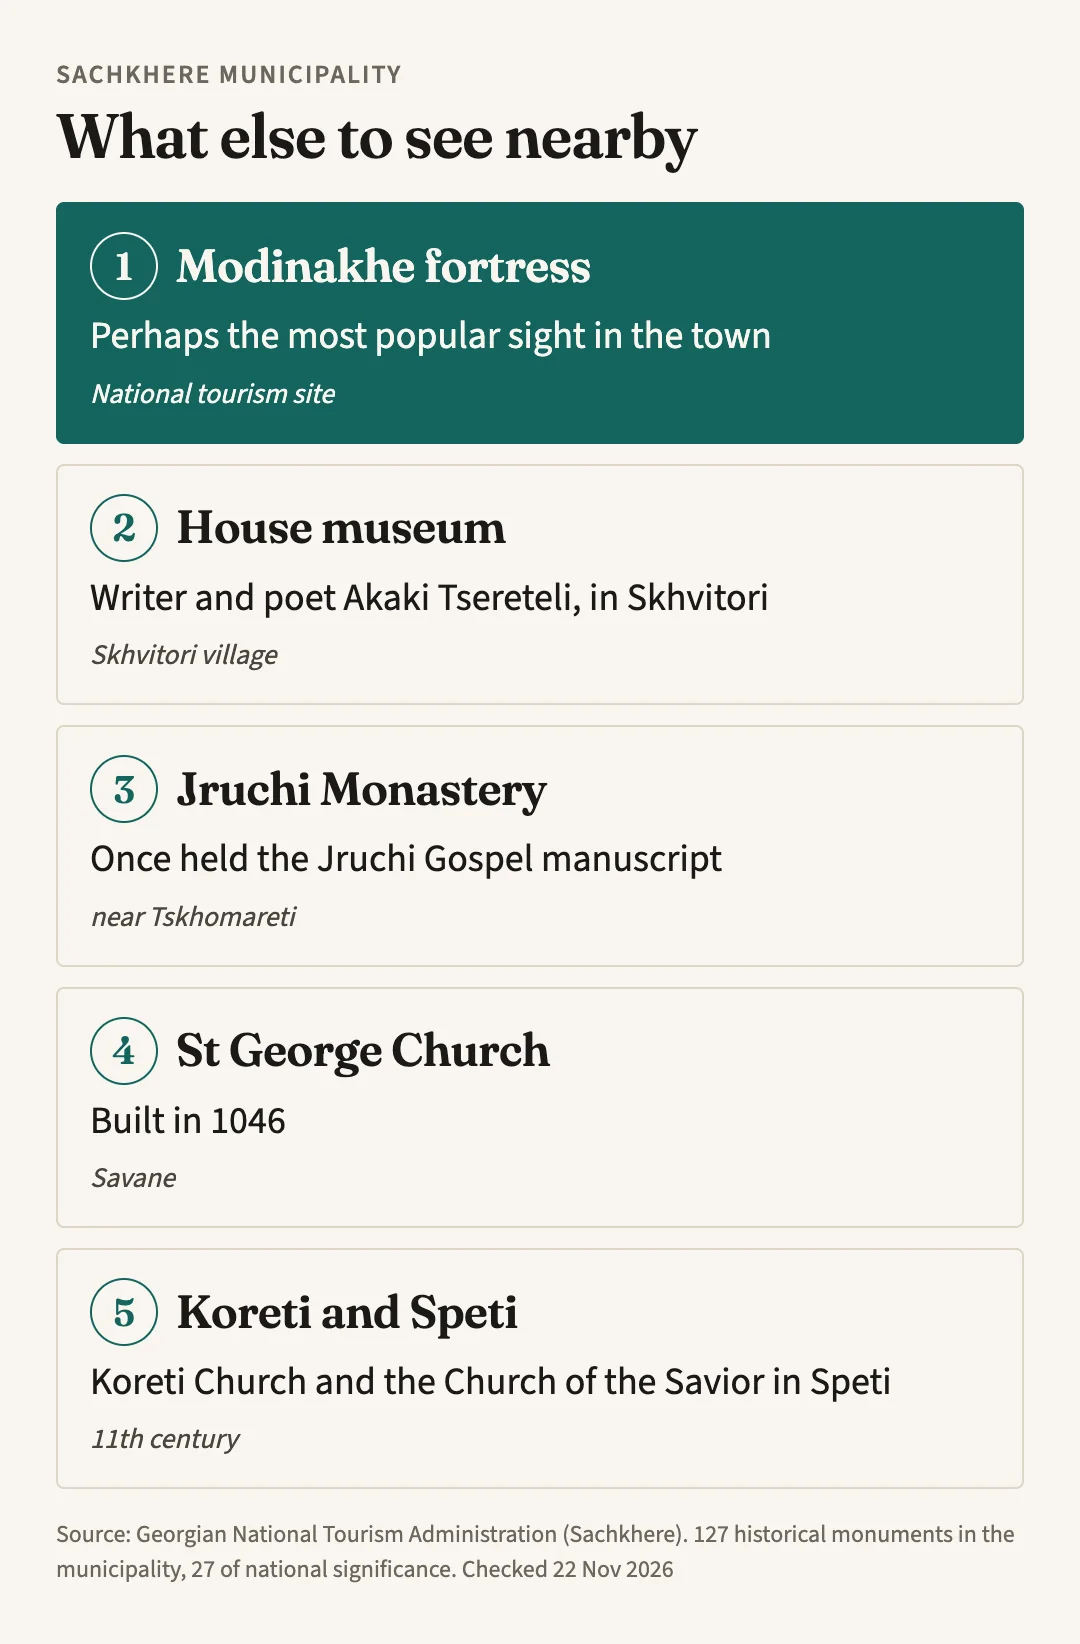 SACHKHERE MUNICIPALITY
What else to see nearby
1 Modinakhe fortress
Perhaps the most popular sight in the town
National tourism site
2 House museum
Writer and poet Akaki Tsereteli, in Skhvitori
Skhvitori village
3 Jruchi Monastery
Once held the Jruchi Gospel manuscript
near Tskhomareti
4 St George Church
Built in 1046
Savane
5 Koreti and Speti
Koreti Church and the Church of the Savior in Speti
11th century
Source: Georgian National Tourism Administration (Sachkhere). 127 historical monuments in the
municipality, 27 of national significance. Checked 22 Nov 2026